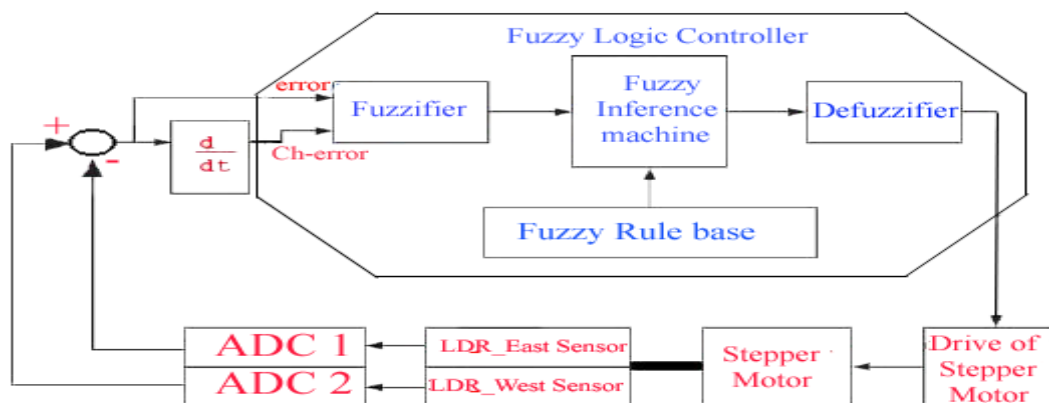 Fuzzy Logic Controller
error
Fuzzifier
Fuzzy
Inference
machine
Defuzzifier
+
-
d
dt
Ch-error
Fuzzy Rule base
ADC 1
LDR_East Sensor
ADC 2
LDR_West Sensor
Stepper
Motor
Drive of
Stepper
Motor